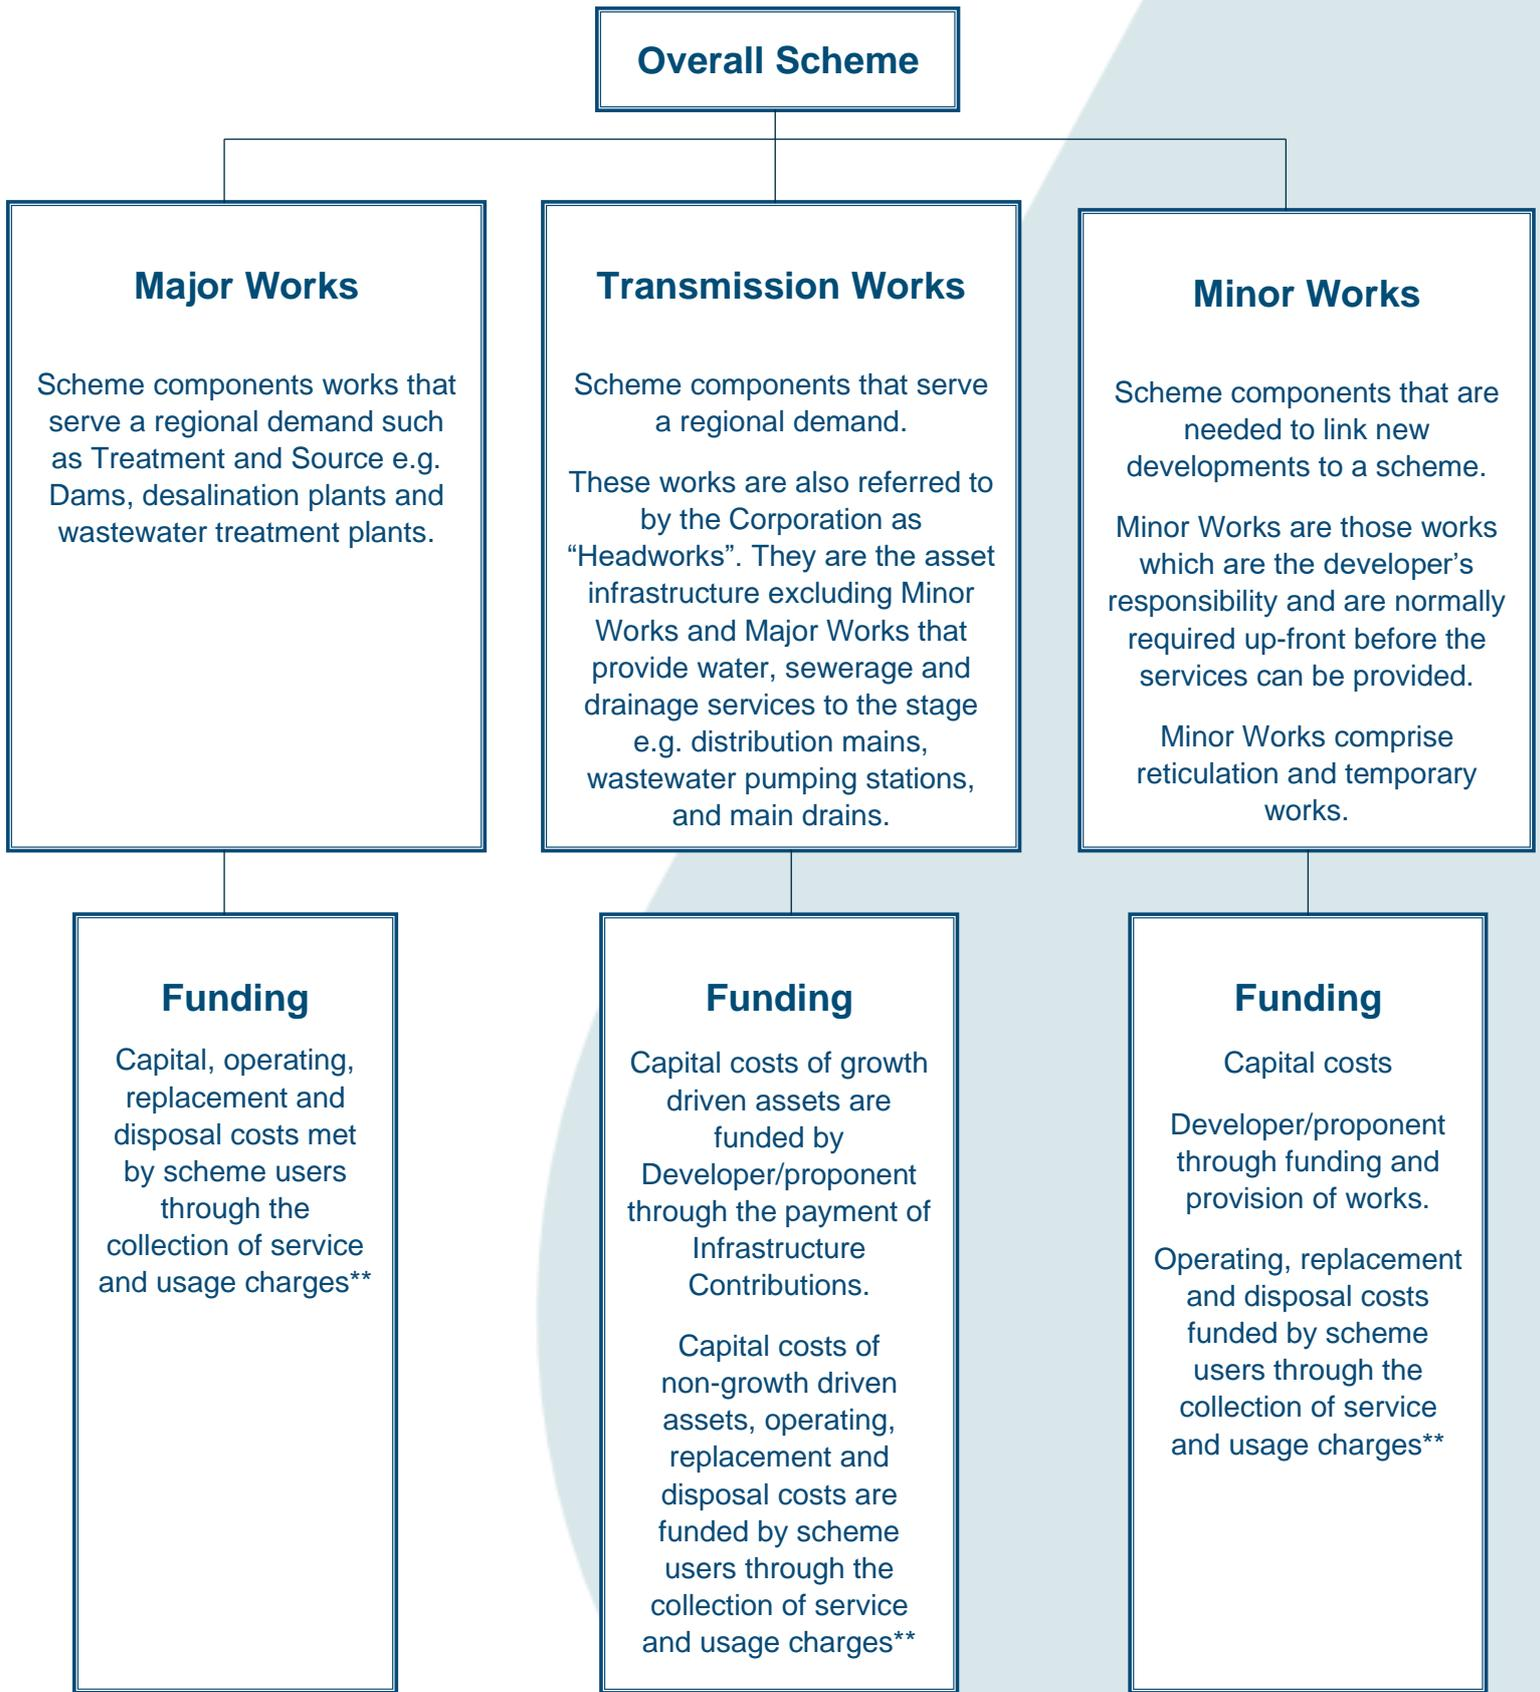 Overall Scheme
Major Works
Scheme components works that
serve a regional demand such
as Treatment and Source e.g.
Dams, desalination plants and
wastewater treatment plants.
Transmission Works
Scheme components that serve
a regional demand.
These works are also referred to
by the Corporation as
“Headworks”. They are the asset
infrastructure excluding Minor
Works and Major Works that
provide water, sewerage and
drainage services to the stage
e.g. distribution mains,
wastewater pumping stations,
and main drains.
Minor Works
Scheme components that are
needed to link new
developments to a scheme.
Minor Works are those works
which are the developer’s
responsibility and are normally
required up-front before the
services can be provided.
Minor Works comprise
reticulation and temporary
works.
Funding
Capital, operating,
replacement and
disposal costs met
by scheme users
through the
collection of service
and usage charges**
Funding
Capital costs of growth
driven assets are
funded by
Developer/proponent
through the payment of
Infrastructure
Contributions.
Capital costs of
non-growth driven
assets, operating,
replacement and
disposal costs are
funded by scheme
users through the
collection of service
and usage charges**
Funding
Capital costs
Developer/proponent
through funding and
provision of works.
Operating, replacement
and disposal costs
funded by scheme
users through the
collection of service
and usage charges**